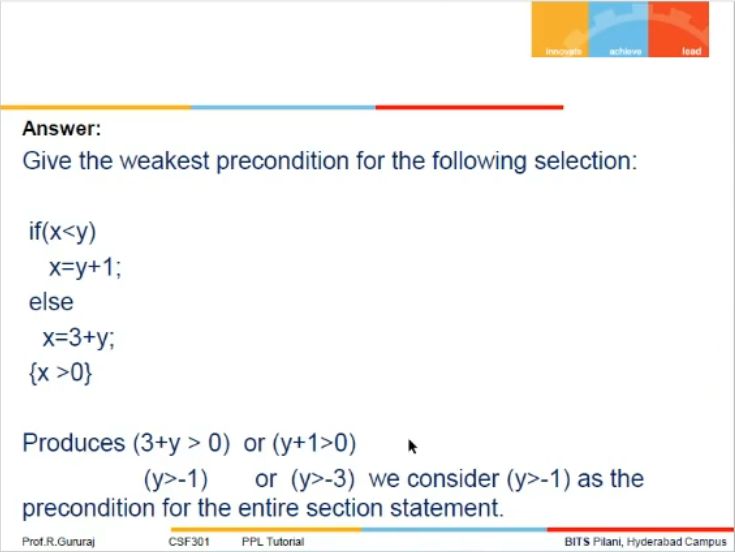 innovate achieve lead
Answer:
Give the weakest precondition for the following selection:
if(x<y)
x=y+1;
else
x=3+y;
{x >0}
Produces (3+y > 0) or (y+1>0)
(y>-1) or (y>-3) we consider (y>-1) as the
precondition for the entire section statement.
Prof.R.Gururaj CSF301 PPL Tutorial BITS Pilani, Hyderabad Campus